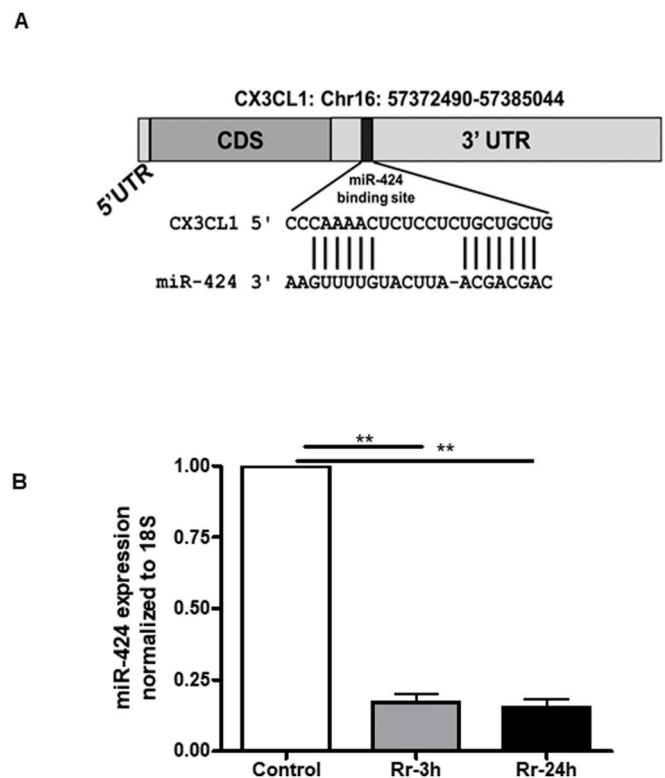 A
CX3CL1: Chr16: 57372490-57385044
5'UTR
CDS
3' UTR
miR-424
binding site
CX3CL1 5' CCCAAAACUCUCCUCUGCUGCUG
miR-424 3' AAGUUUUGUACUUA-ACGACGAC
B
**
**
miR-424 expression
normalized to 18S
1.00
0.75
0.50
0.25
0.00
Control Rr-3h Rr-24h